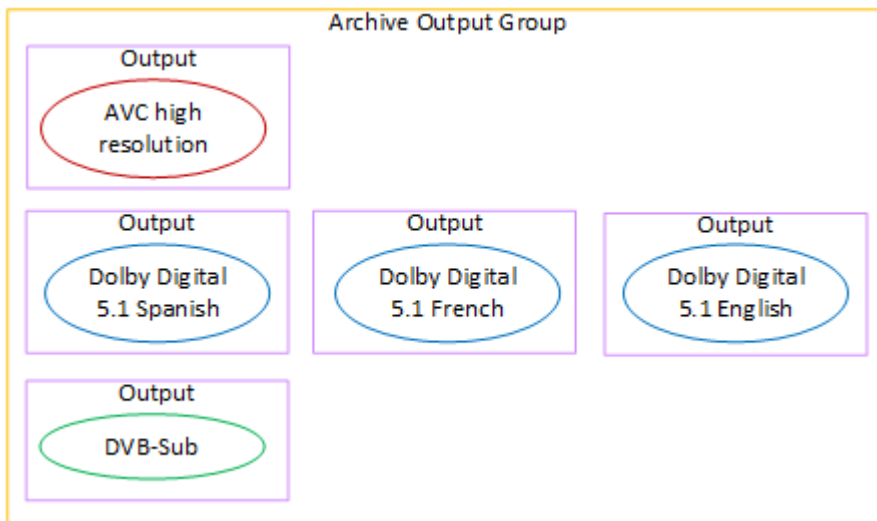 Archive Output Group
Output
AVC high
resolution
Output
Dolby Digital
5.1 Spanish
Output
Dolby Digital
5.1 French
Output
Dolby Digital
5.1 English
Output
DVB-Sub